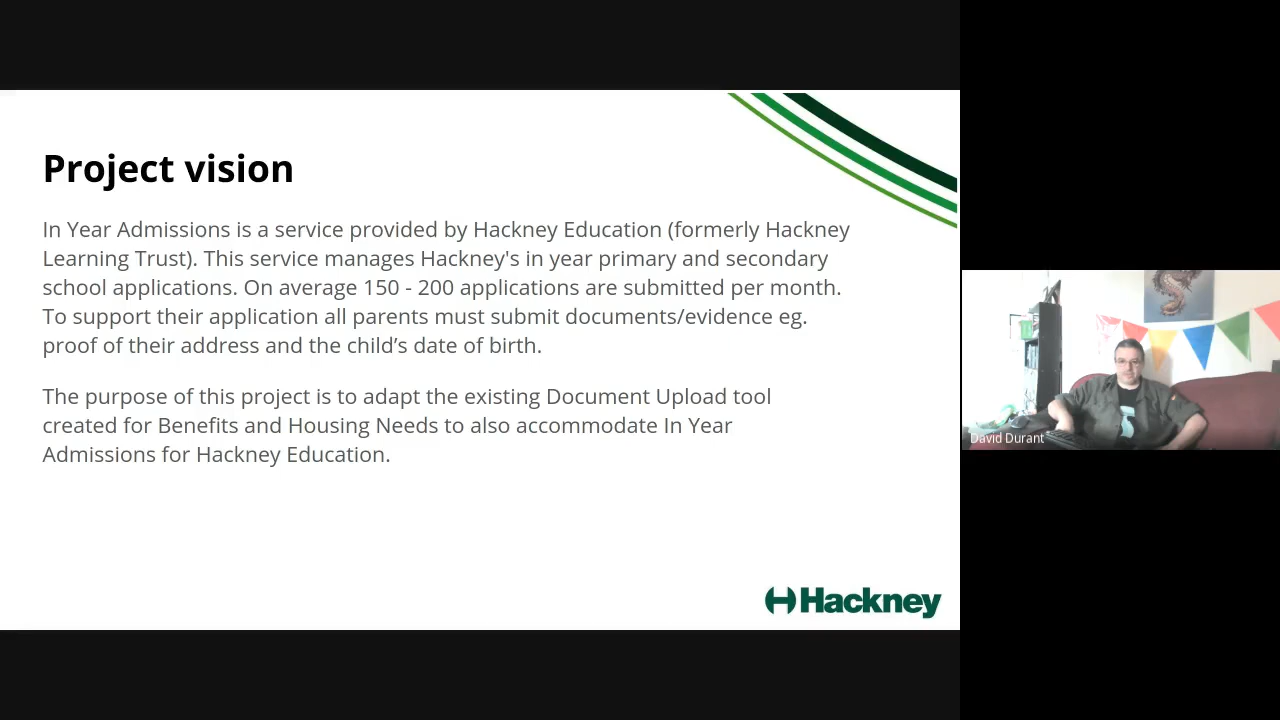 Project vision
In Year Admissions is a service provided by Hackney Education (formerly Hackney
Learning Trust). This service manages Hackney's in year primary and secondary
school applications. On average 150 - 200 applications are submitted per month.
To support their application all parents must submit documents/evidence eg.
proof of their address and the child’s date of birth.
The purpose of this project is to adapt the existing Document Upload tool
created for Benefits and Housing Needs to also accommodate In Year
Admissions for Hackney Education.
Hackney
David Durant